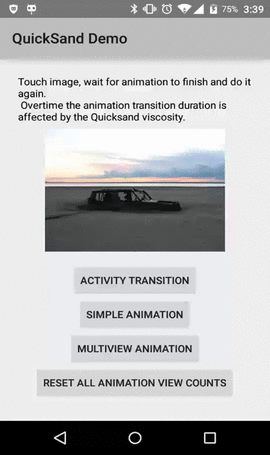 75% 3:39
QuickSand Demo
Touch image, wait for animation to finish and do it
again.
Overtime the animation transition duration is
affected by the Quicksand viscosity.
ACTIVITY TRANSITION
SIMPLE ANIMATION
MULTIVIEW ANIMATION
RESET ALL ANIMATION VIEW COUNTS